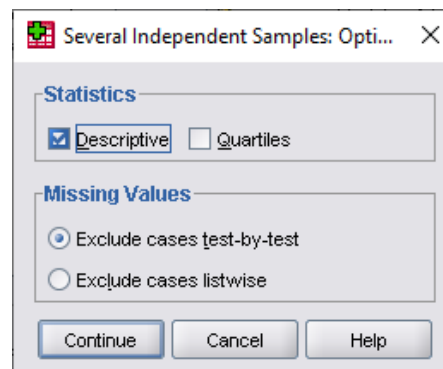 Several Independent Samples: Opti...
Statistics
Descriptive Quartiles
Missing Values
Exclude cases test-by-test
Exclude cases listwise
Continue Cancel Help